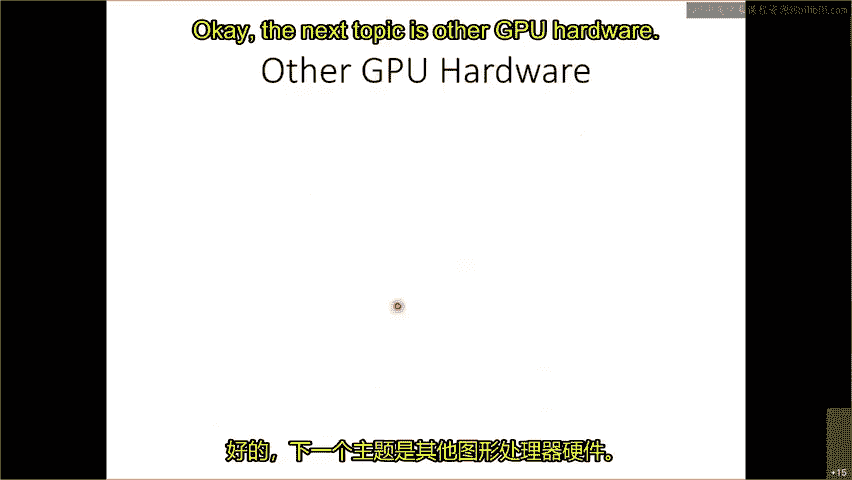 Okay, the next topic is other GPU hardware.
Other GPU Hardware
好的，下一个主题是其他图形处理器硬件。
+15